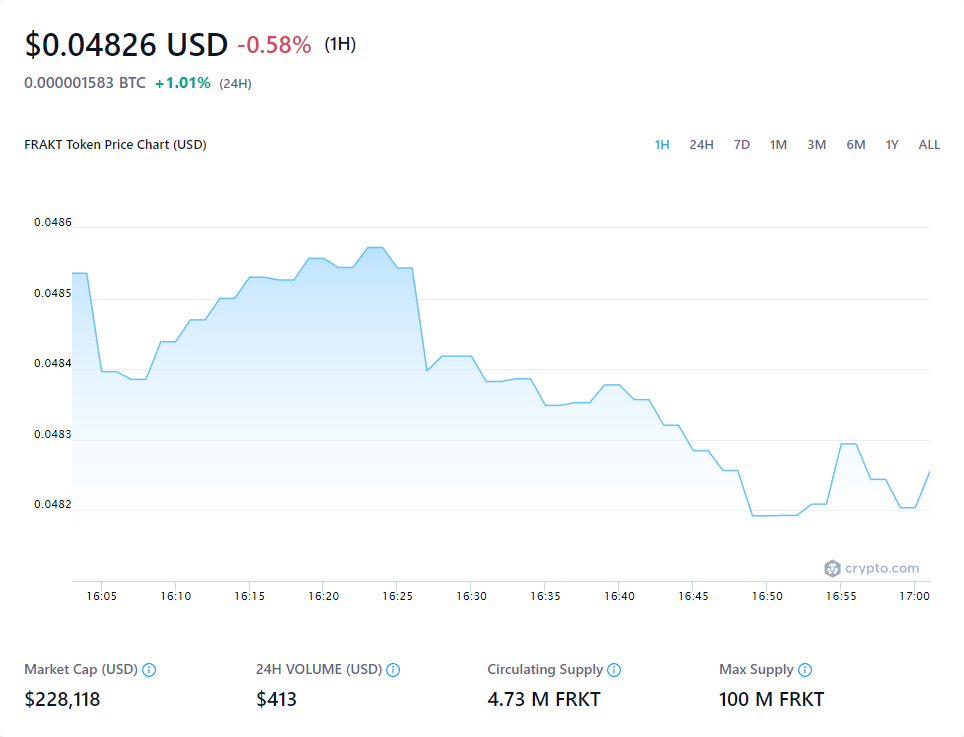 $0.04826 USD -0.58% (1H)
0.000001583 BTC +1.01% (24H)
FRAKT Token Price Chart (USD) 1H 24H 7D 1M 3M 6M 1Y ALL
0.0486
0.0485
0.0484
0.0483
0.0482
crypto.com
16:05 16:10 16:15 16:20 16:25 16:30 16:35 16:40 16:45 16:50 16:55 17:00
Market Cap (USD) 24H VOLUME (USD) Circulating Supply Max Supply
$228,118 $413 4.73 M FRKT 100 M FRKT